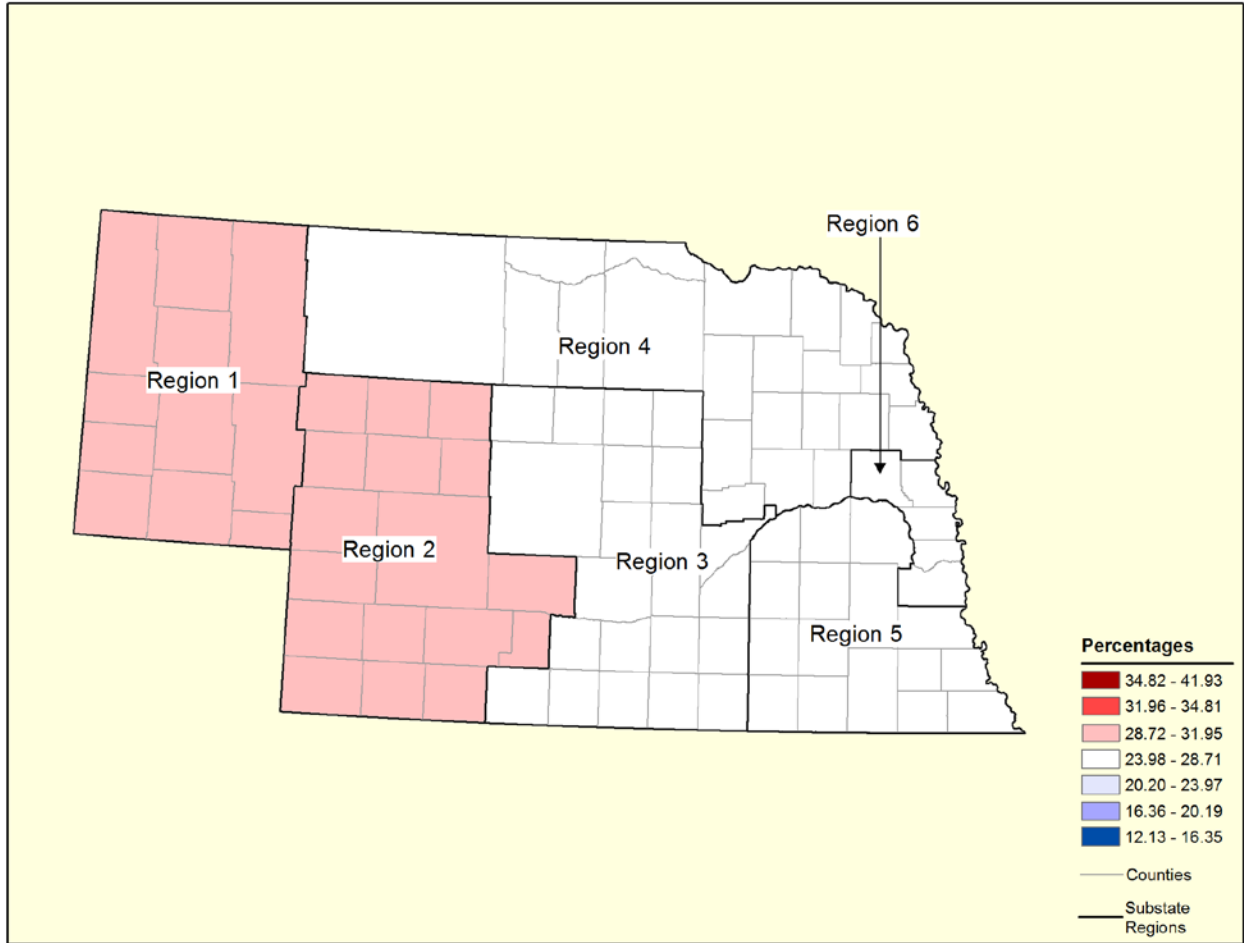 Region 6
Region 4
Region 1
Region 2
Region 3
Region 5
Percentages
34.82 - 41.93
31.96 - 34.81
28.72 - 31.95
23.98 - 28.71
20.20 - 23.97
16.36 - 20.19
12.13 - 16.35
Counties
Substate
Regions